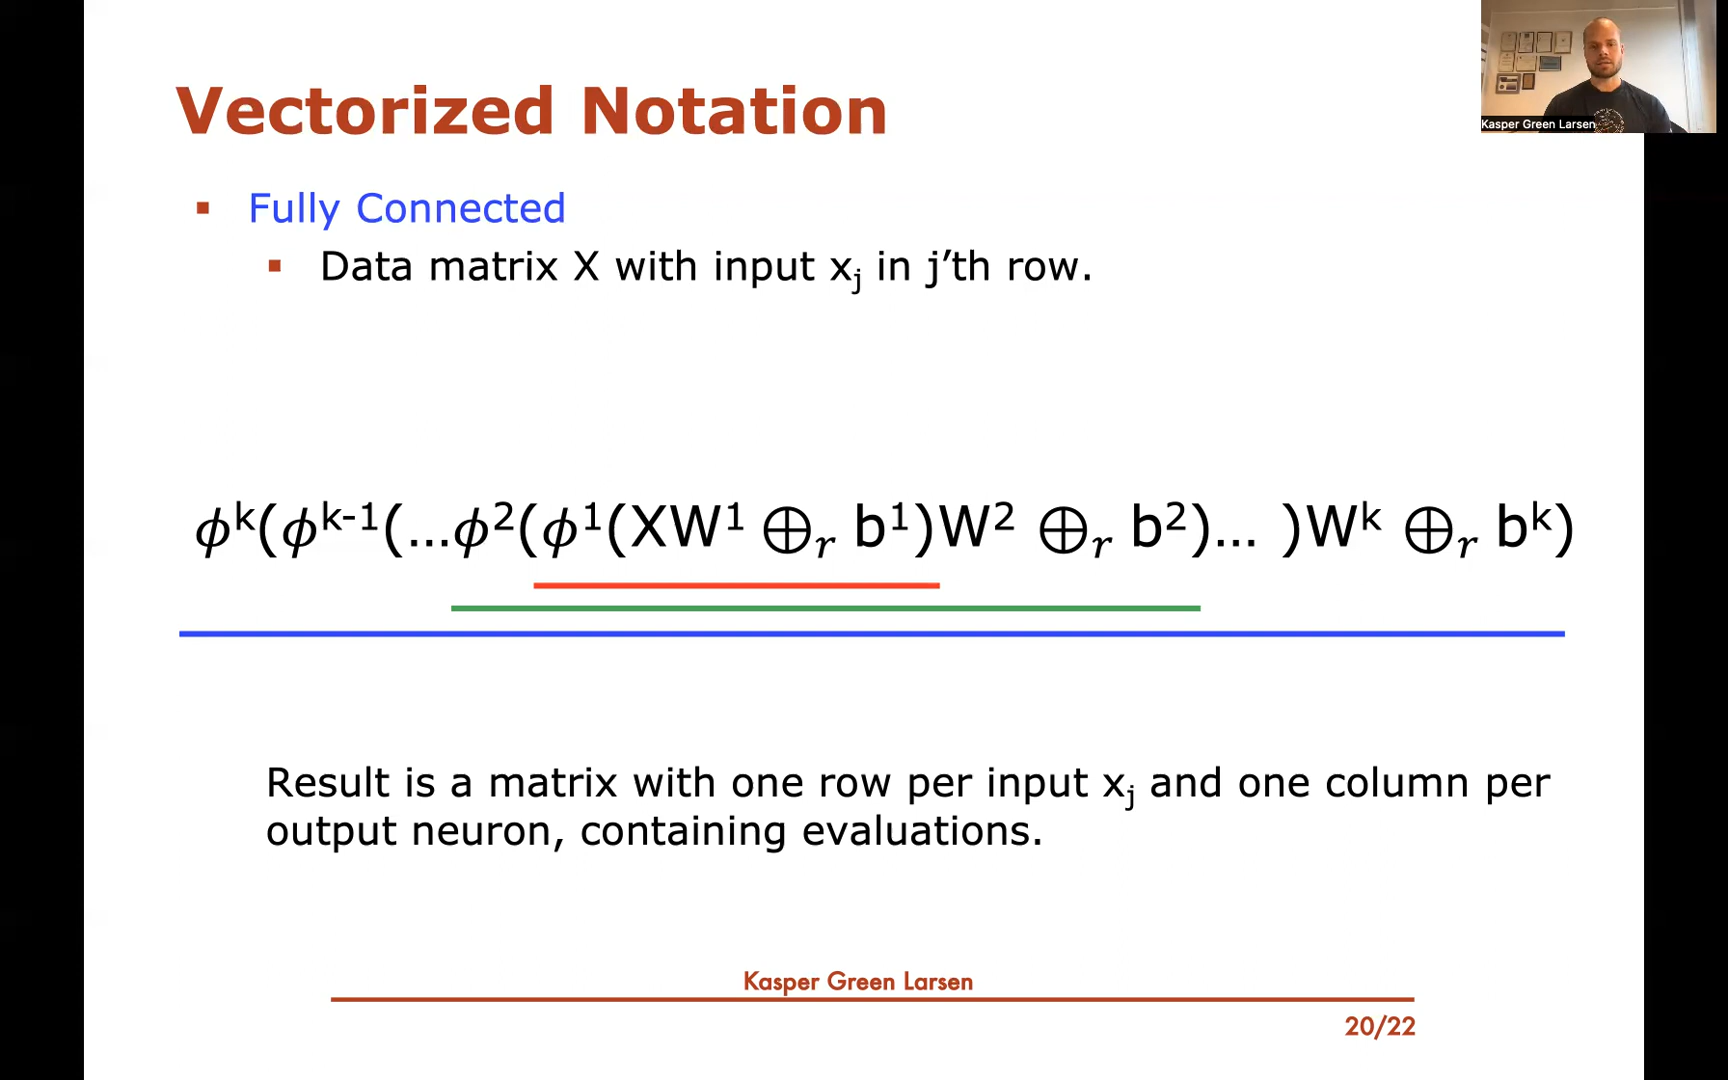 Vectorized Notation
Kasper Green Larsen
▪ Fully Connected
▪ Data matrix X with input xⱼ in j’th row.
𝜙ᵏ(𝜙ᵏ⁻¹(…𝜙²(𝜙¹(XW¹ ⊕ᵣ b¹)W² ⊕ᵣ b²)… )Wᵏ ⊕ᵣ bᵏ)
Result is a matrix with one row per input xⱼ and one column per
output neuron, containing evaluations.
Kasper Green Larsen
20/22